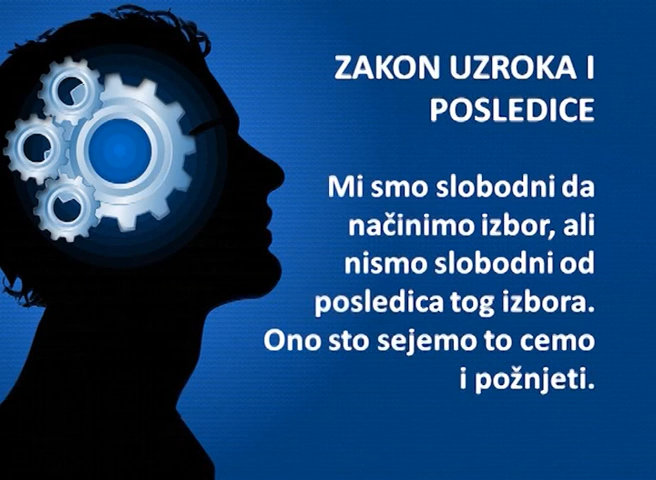 ZAKON UZROKA I
POSLEDICE
Mi smo slobodni da
načinimo izbor, ali
nismo slobodni od
posledica tog izbora.
Ono sto sejemo to cemo
i požnjeti.